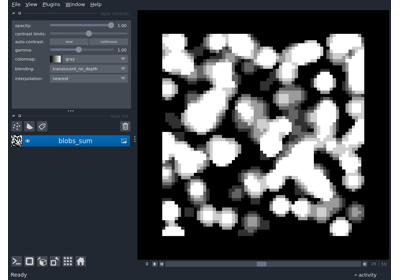 File View Plugins Window Help
opacity: 1.00
contrast limits:
auto-contrast: once continuous
gamma: 1.00
colormap: gray
blending: translucent_no_depth
interpolation: nearest
blobs_sum
Ready activity